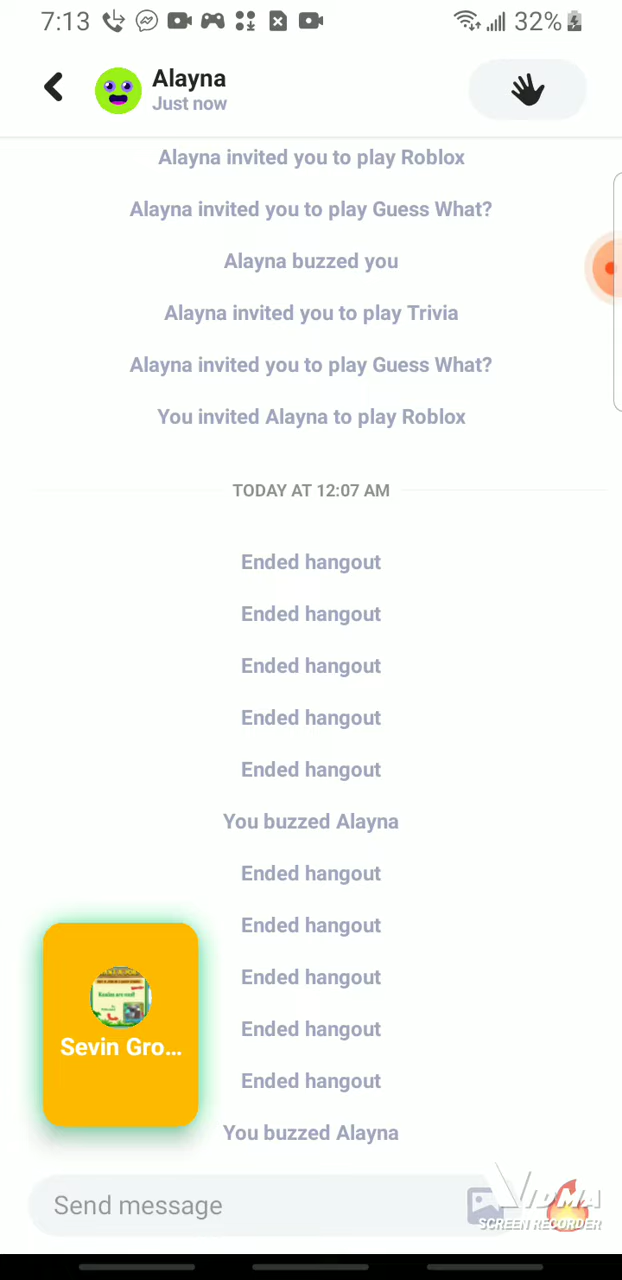 7:13
32%
Alayna
Just now
Alayna invited you to play Roblox
Alayna invited you to play Guess What?
Alayna buzzed you
Alayna invited you to play Trivia
Alayna invited you to play Guess What?
You invited Alayna to play Roblox
TODAY AT 12:07 AM
Ended hangout
Ended hangout
Ended hangout
Ended hangout
Ended hangout
You buzzed Alayna
Ended hangout
Ended hangout
Ended hangout
Koalas are cool!
Ended hangout
Sevin Gro...
Ended hangout
You buzzed Alayna
Send message
VIDMA
SCREEN RECORDER